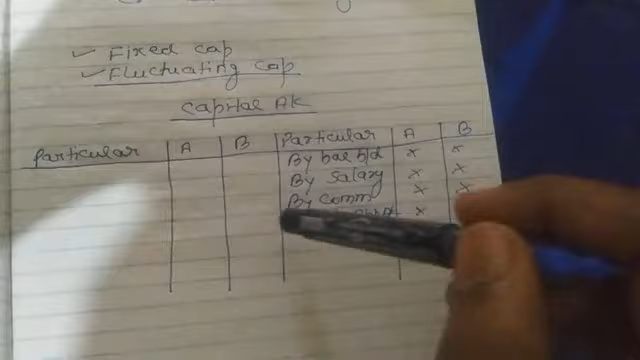 Fixed cap
Fluctuating cap
Capital A/c
Particular A B Particular A B
By bal b/d x x
By Salary x x
By Comm x x
x